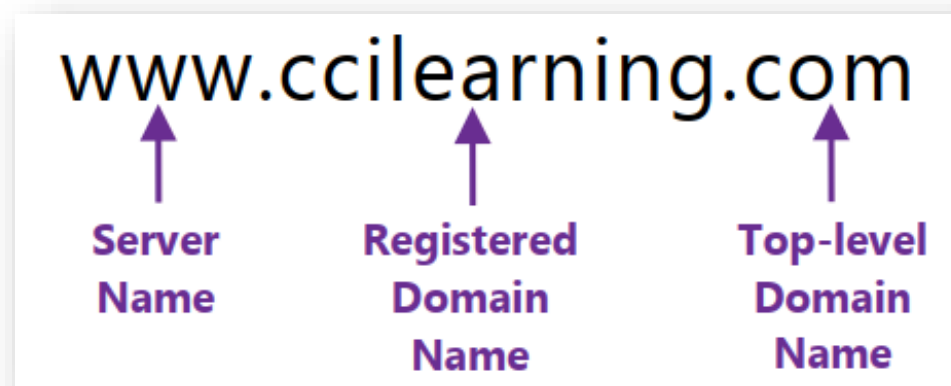 www.ccilearning.com
Server
Name
Registered
Domain
Name
Top-level
Domain
Name